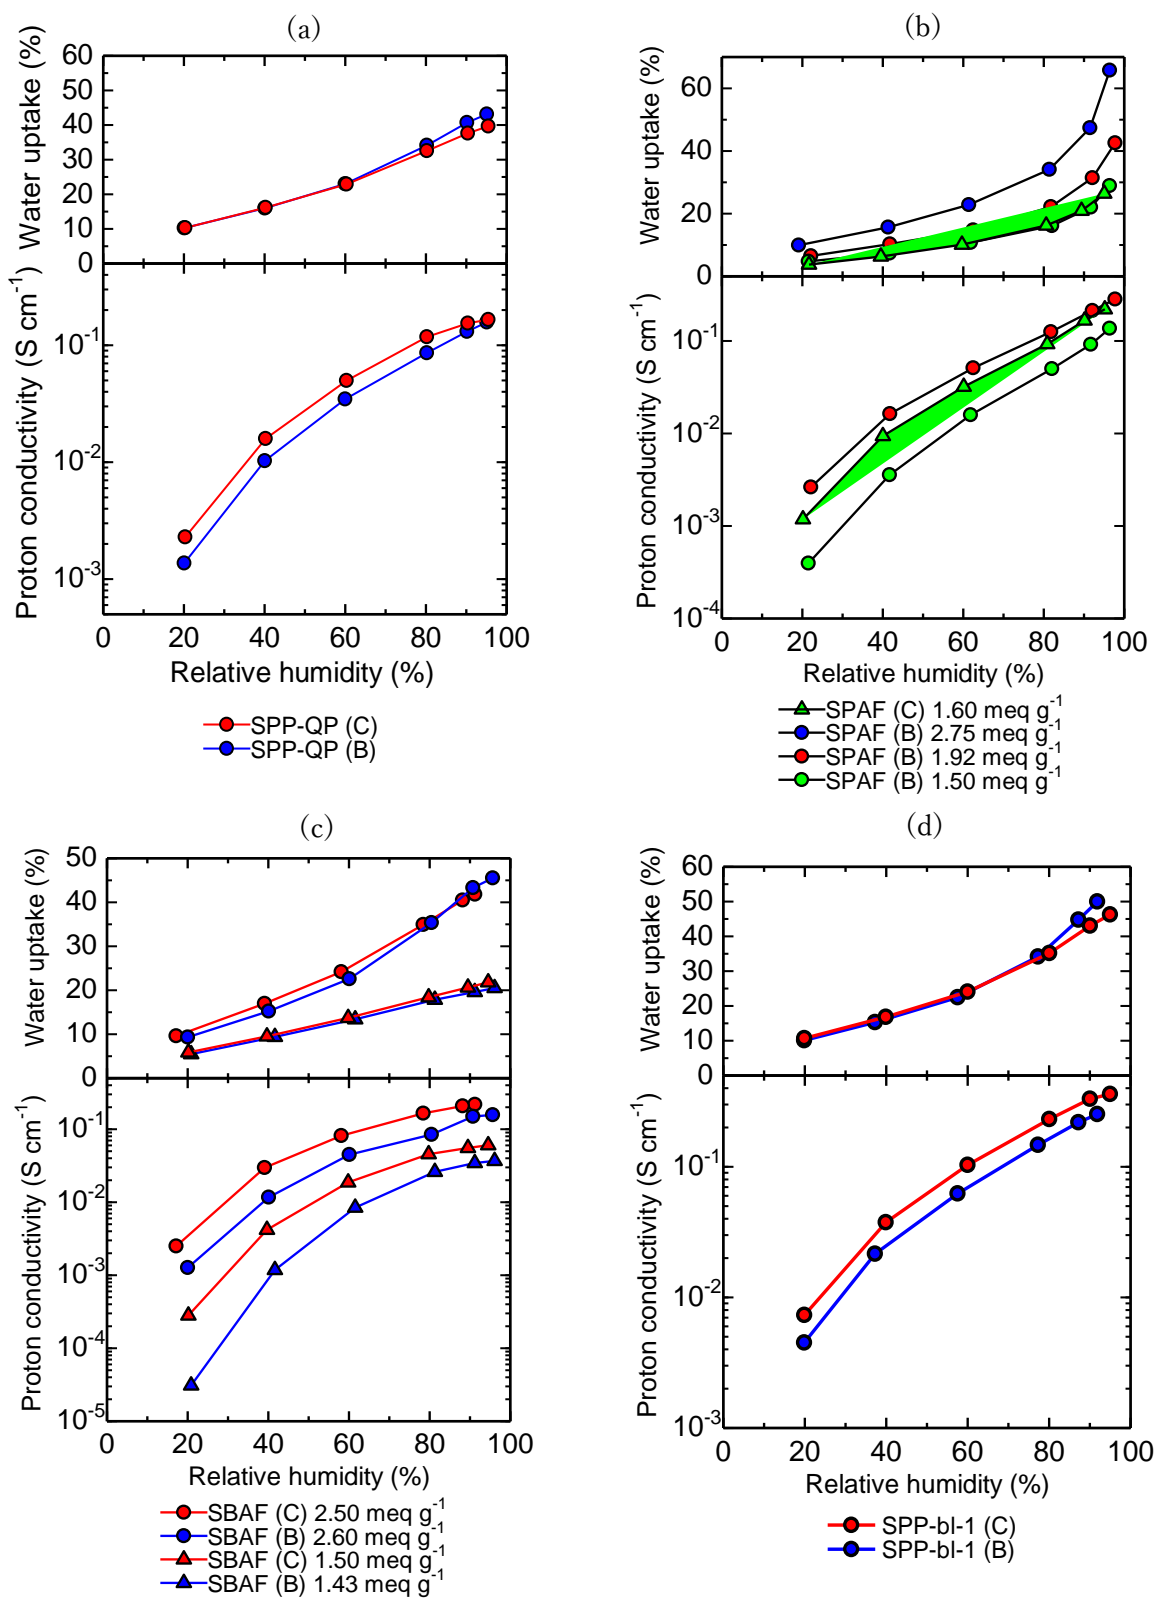 (a)
Water uptake (%)
60
50
40
30
20
10
0
Proton conductivity (S cm⁻¹)
10⁻¹
10⁻²
10⁻³
0 20 40 60 80 100
Relative humidity (%)
SPP-QP (C)
SPP-QP (B)
(b)
Water uptake (%)
60
40
20
0
Proton conductivity (S cm⁻¹)
10⁻¹
10⁻²
10⁻³
10⁻⁴
0 20 40 60 80 100
Relative humidity (%)
SPAF (C) 1.60 meq g⁻¹
SPAF (B) 2.75 meq g⁻¹
SPAF (B) 1.92 meq g⁻¹
SPAF (B) 1.50 meq g⁻¹
(c)
Water uptake (%)
50
40
30
20
10
0
Proton conductivity (S cm⁻¹)
10⁻¹
10⁻²
10⁻³
10⁻⁴
10⁻⁵
0 20 40 60 80 100
Relative humidity (%)
SBAF (C) 2.50 meq g⁻¹
SBAF (B) 2.60 meq g⁻¹
SBAF (C) 1.50 meq g⁻¹
SBAF (B) 1.43 meq g⁻¹
(d)
Water uptake (%)
60
50
40
30
20
10
0
Proton conductivity (S cm⁻¹)
10⁻¹
10⁻²
10⁻³
0 20 40 60 80 100
Relative humidity (%)
SPP-bl-1 (C)
SPP-bl-1 (B)